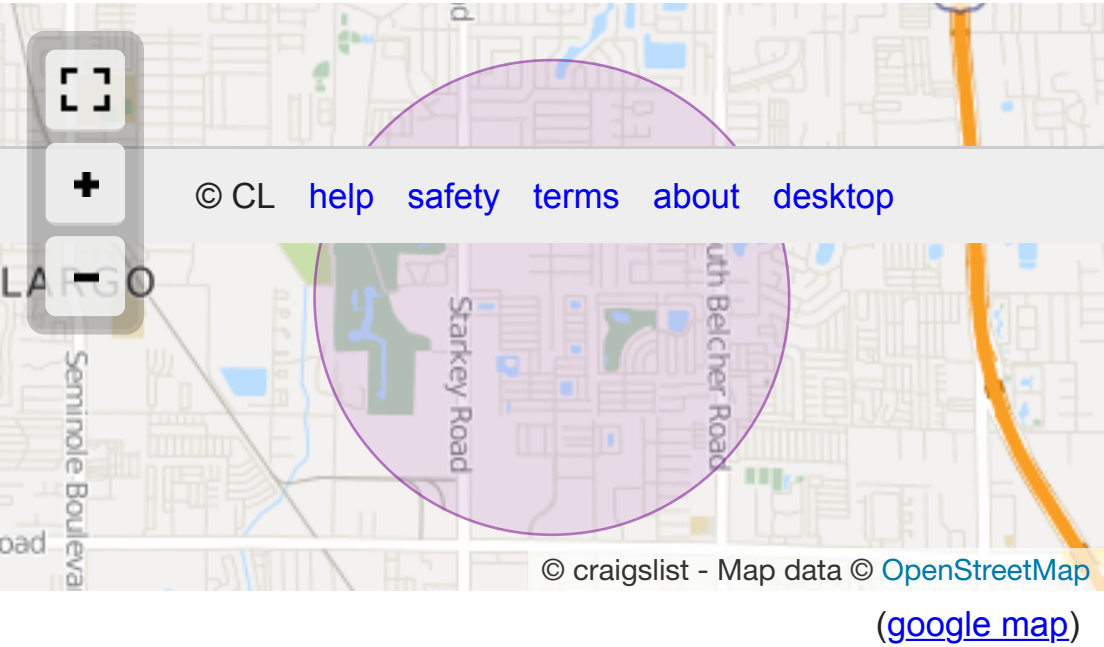 © CL help safety terms about desktop
LARGO
uth Belcher Road
Starkey Road
Seminole Bouleva
oad
© craigslist - Map data © OpenStreetMap
(google map)